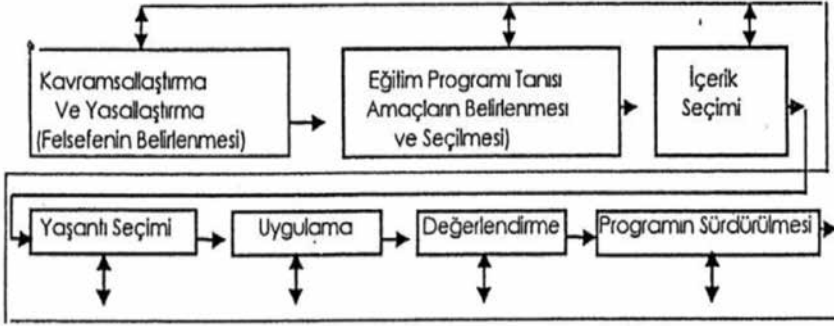 Kavramsallaştırma
Ve Yasallaştırma
(Felsefenin Belirlenmesi)
Eğitim Programı Tanısı
Amaçların Belirlenmesı
ve Seçilmesi)
İçerik
Seçimi
Yaşantı Seçimi
Uygulama
Değerlendirme
Programın Sürdürülmesi